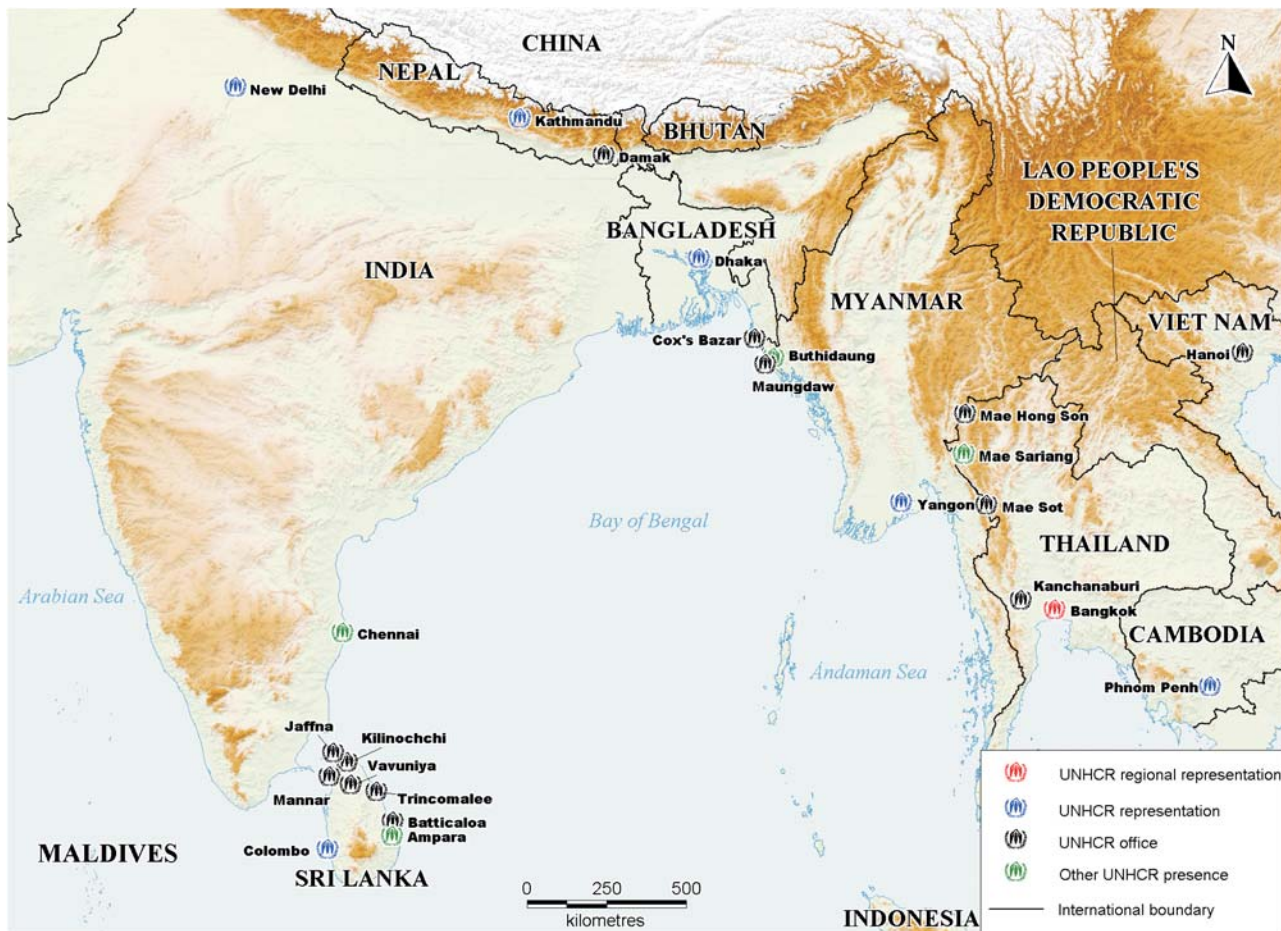 CHINA
N
NEPAL
New Delhi
Kathmandu
BHUTAN
Damak
LAO PEOPLE'S
DEMOCRATIC
REPUBLIC
BANGLADESH
Dhaka
INDIA
MYANMAR
VIET NAM
Cox's Bazar
Buthidaung
Hanoi
Maungdaw
Mae Hong Son
Mae Sariang
Yangon
Mae Sot
Bay of Bengal
THAILAND
Arabian Sea
Kanchanaburi
Bangkok
Chennai
CAMBODIA
Andaman Sea
Phnom Penh
Jaffna
Kilinochchi
Vavuniya
Mannar
Trincomalee
Batticaloa
Ampara
MALDIVES
Colombo
SRI LANKA
0 250 500
kilometres
INDONESIA
UNHCR regional representation
UNHCR representation
UNHCR office
Other UNHCR presence
International boundary